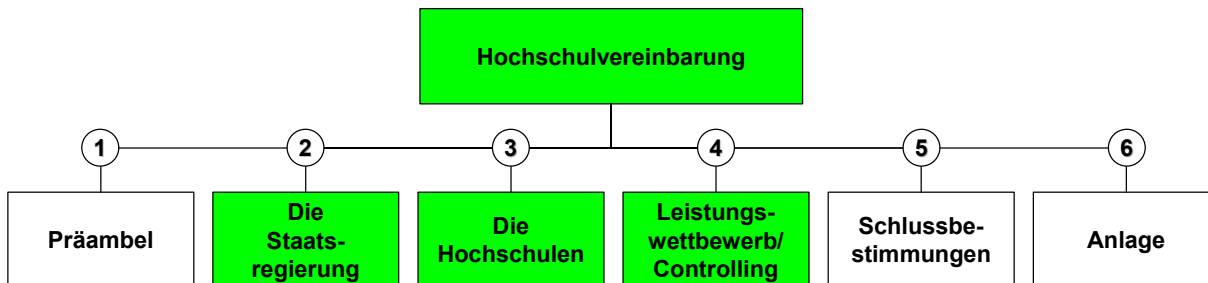 Hochschulvereinbarung
1 2 3 4 5 6
Präambel
Die
Staats-
regierung
Die
Hochschulen
Leistungs-
wettbewerb/
Controlling
Schlussbe-
stimmungen
Anlage